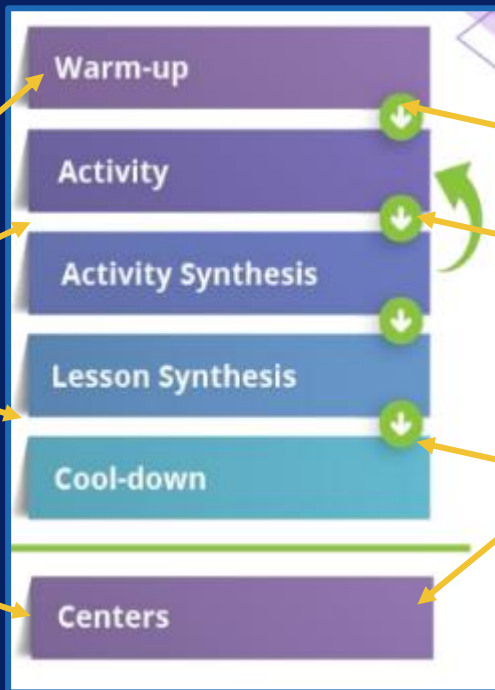 Warm-up
Activity
Activity Synthesis
Lesson Synthesis
Cool-down
Centers